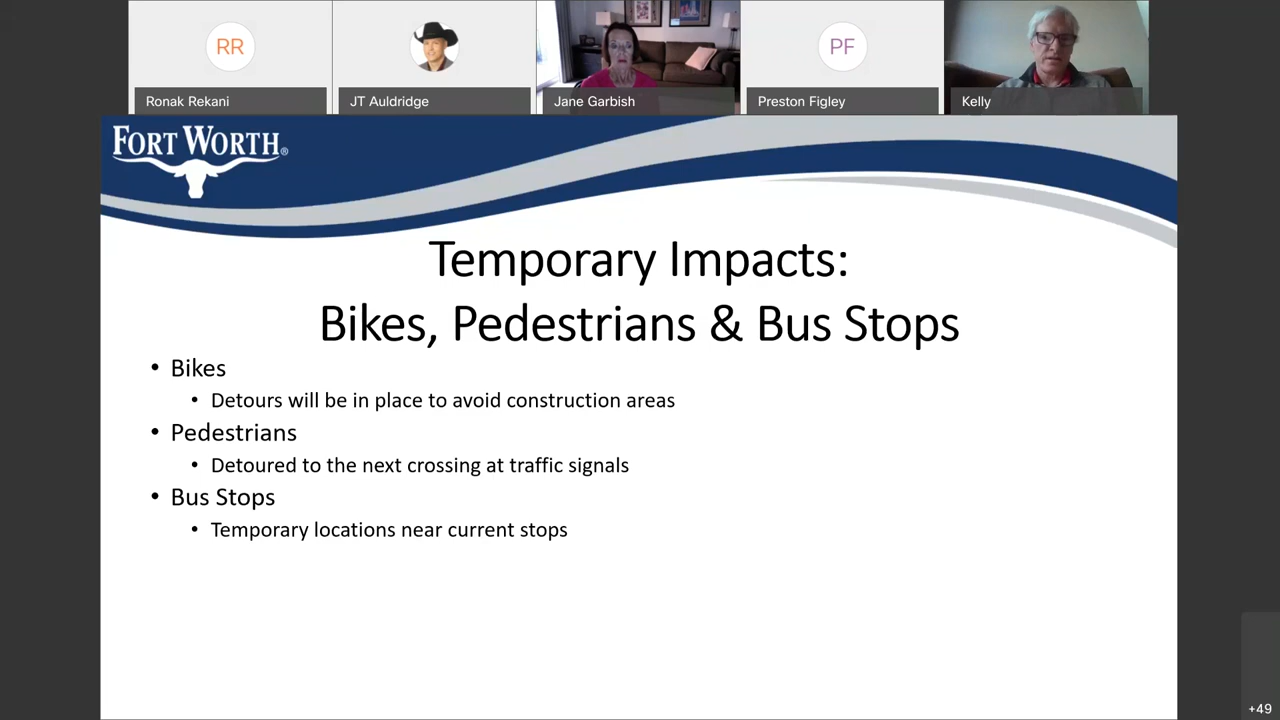 RR
PF
Ronak Rekani
JT Auldridge
Jane Garbish
Preston Figley
Kelly
FORT WORTH®
Temporary Impacts:
Bikes, Pedestrians & Bus Stops
• Bikes
• Detours will be in place to avoid construction areas
• Pedestrians
• Detoured to the next crossing at traffic signals
• Bus Stops
• Temporary locations near current stops
+49